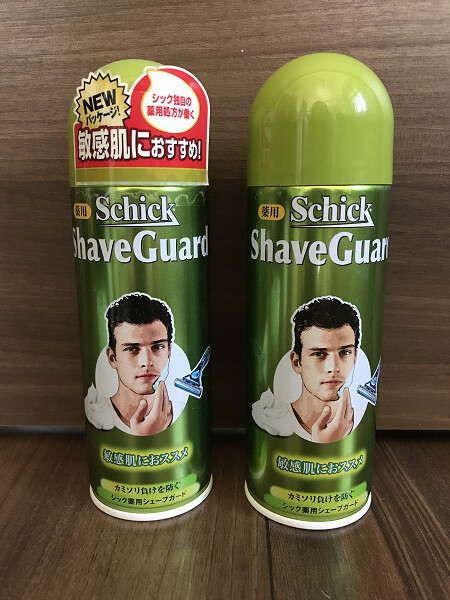 NEW
パッケージ!
シック独自の
薬用処方が働く
敏感肌におすすめ!
薬用
Schick
ShaveGuard
敏感肌におススメ
カミソリ負けを防ぐ
シック薬用シェーブガード
薬用
Schick
ShaveGuard
敏感肌におススメ
カミソリ負けを防ぐ
シック薬用シェーブガード